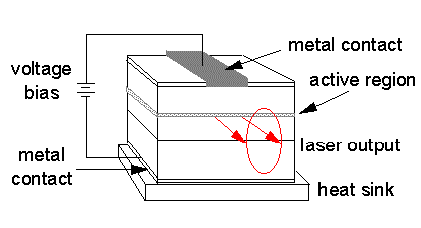 metal contact
voltage
bias
active region
laser output
metal
contact
heat sink